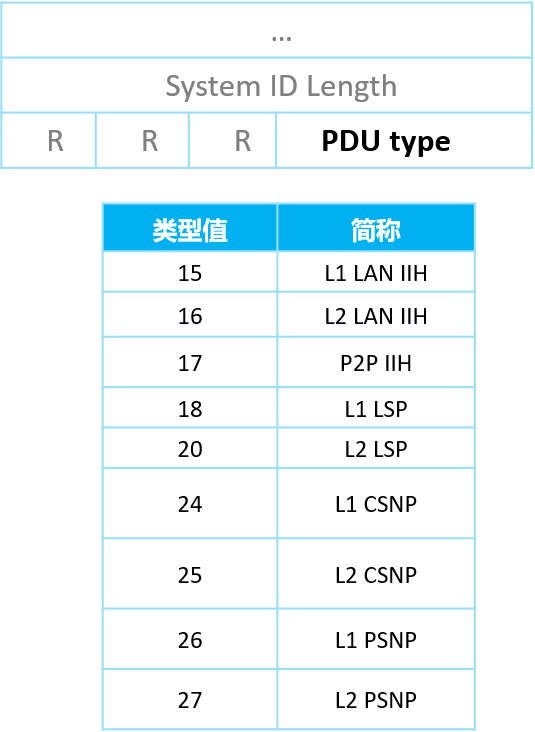 ...
System ID Length
R R R PDU type
类型值 简称
15 L1 LAN IIH
16 L2 LAN IIH
17 P2P IIH
18 L1 LSP
20 L2 LSP
24 L1 CSNP
25 L2 CSNP
26 L1 PSNP
27 L2 PSNP